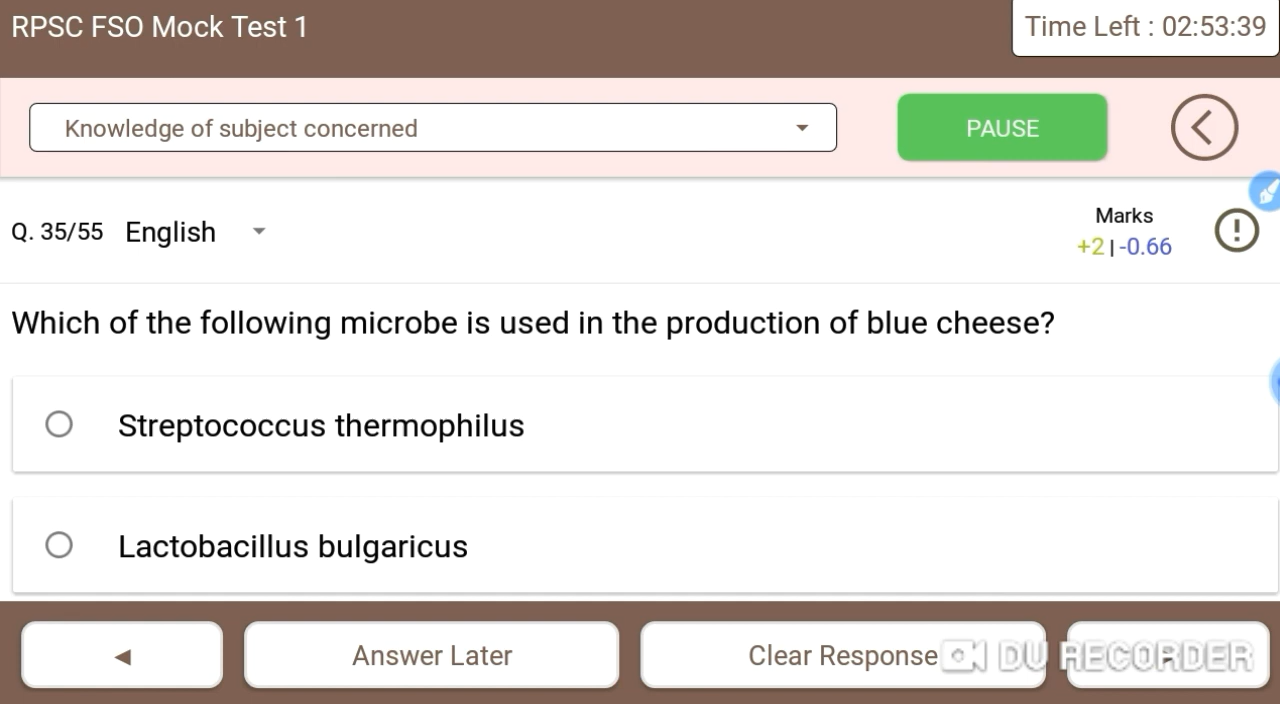 RPSC FSO Mock Test 1
Time Left : 02:53:39
Knowledge of subject concerned
PAUSE
Q. 35/55 English
Marks
+2 | -0.66
Which of the following microbe is used in the production of blue cheese?
Streptococcus thermophilus
Lactobacillus bulgaricus
Answer Later
Clear Response
DU RECORDER